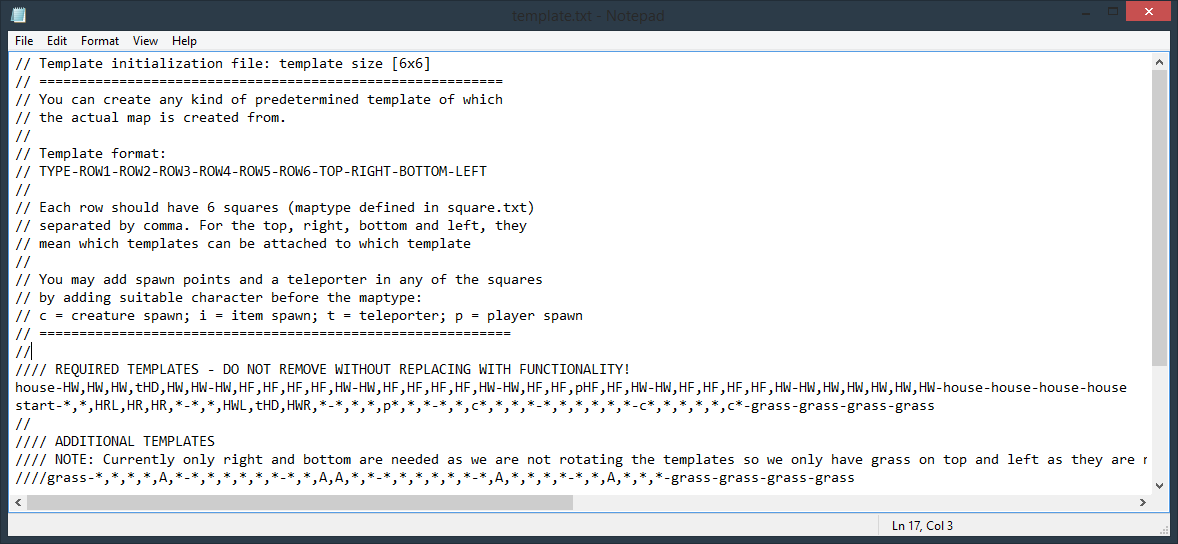 template.txt - Notepad
File Edit Format View Help
// Template initialization file: template size [6x6]
// ==========================================================
// You can create any kind of predetermined template of which
// the actual map is created from.
//
// Template format:
// TYPE-ROW1-ROW2-ROW3-ROW4-ROW5-ROW6-TOP-RIGHT-BOTTOM-LEFT
//
// Each row should have 6 squares (maptype defined in square.txt)
// separated by comma. For the top, right, bottom and left, they
// mean which templates can be attached to which template
//
// You may add spawn points and a teleporter in any of the squares
// by adding suitable character before the maptype:
// c = creature spawn; i = item spawn; t = teleporter; p = player spawn
// ===========================================================
//
//// REQUIRED TEMPLATES - DO NOT REMOVE WITHOUT REPLACING WITH FUNCTIONALITY!
house-HW,HW,HW,tHD,HW,HW-HW,HF,HF,HF,HF,HW-HW,HF,HF,HF,HF,HW-HW,HF,HF,pHF,HF,HW-HW,HF,HF,HF,HF,HW-HW,HW,HW,HW,HW,HW-house-house-house-house
start-*,*,HRL,HR,HR,*-*,*,HWL,tHD,HWR,*-*,*,*,p*,*,*-*,*,c*,*,*,*-*,*,*,*,*,*-c*,*,*,*,*,c*-grass-grass-grass-grass
//
//// ADDITIONAL TEMPLATES
//// NOTE: Currently only right and bottom are needed as we are not rotating the templates so we only have grass on top and left as they are
////grass-*,*,*,*,A,*-*,*,*,*,*,*-*,*,A,A,*,*-*,*,*,*,*,*-*,A,*,*,*,*-*,*,A,*,*,*-grass-grass-grass-grass
Ln 17, Col 3